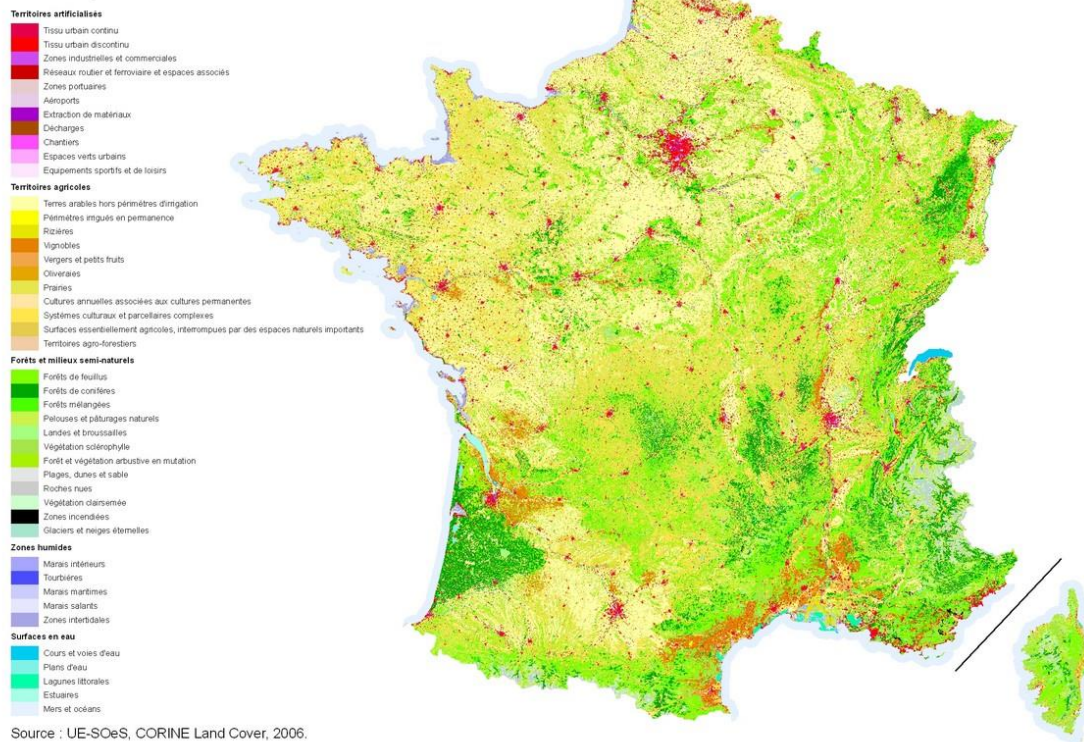 Territoires artificialisés
Tissu urbain continu
Tissu urbain discontinu
Zones industrielles et commerciales
Réseaux routier et ferroviaire et espaces associés
Zones portuaires
Aéroports
Extraction de matériaux
Décharges
Chantiers
Espaces verts urbains
Equipements sportifs et de loisirs
Territoires agricoles
Terres arables hors périmètres d'irrigation
Périmètres irrigués en permanence
Rizières
Vignobles
Vergers et petits fruits
Oliveraies
Prairies
Cultures annuelles associées aux cultures permanentes
Systèmes culturaux et parcellaires complexes
Surfaces essentiellement agricoles, interrompues par des espaces naturels importants
Territoires agro-forestiers
Forêts et milieux semi-naturels
Forêts de feuillus
Forêts de conifères
Forêts mélangées
Pelouses et pâturages naturels
Landes et broussailles
Végétation sclérophylle
Forêt et végétation arbustive en mutation
Plages, dunes et sable
Roches nues
Végétation clairsemée
Zones incendiées
Glaciers et neiges éternelles
Zones humides
Marais intérieurs
Tourbières
Marais maritimes
Marais salants
Zones intertidales
Surfaces en eau
Cours et voies d'eau
Plans d'eau
Lagunes littorales
Estuaires
Mers et océans
Source : UE-SOeS, CORINE Land Cover, 2006.